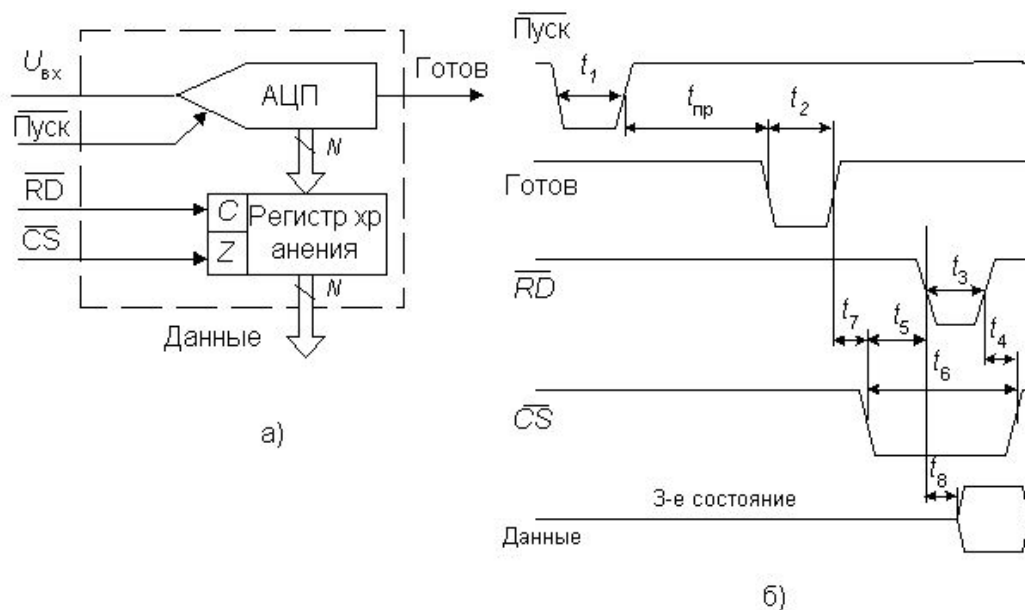 U вх
Пуск
RD
CS
АЦП
Готов
N
C
Z
Регистр хр
анения
N
Данные
а)
Пуск
t1
tпр
t2
Готов
RD
t3
t7
t5
t4
t6
CS
t8
3-е состояние
Данные
б)